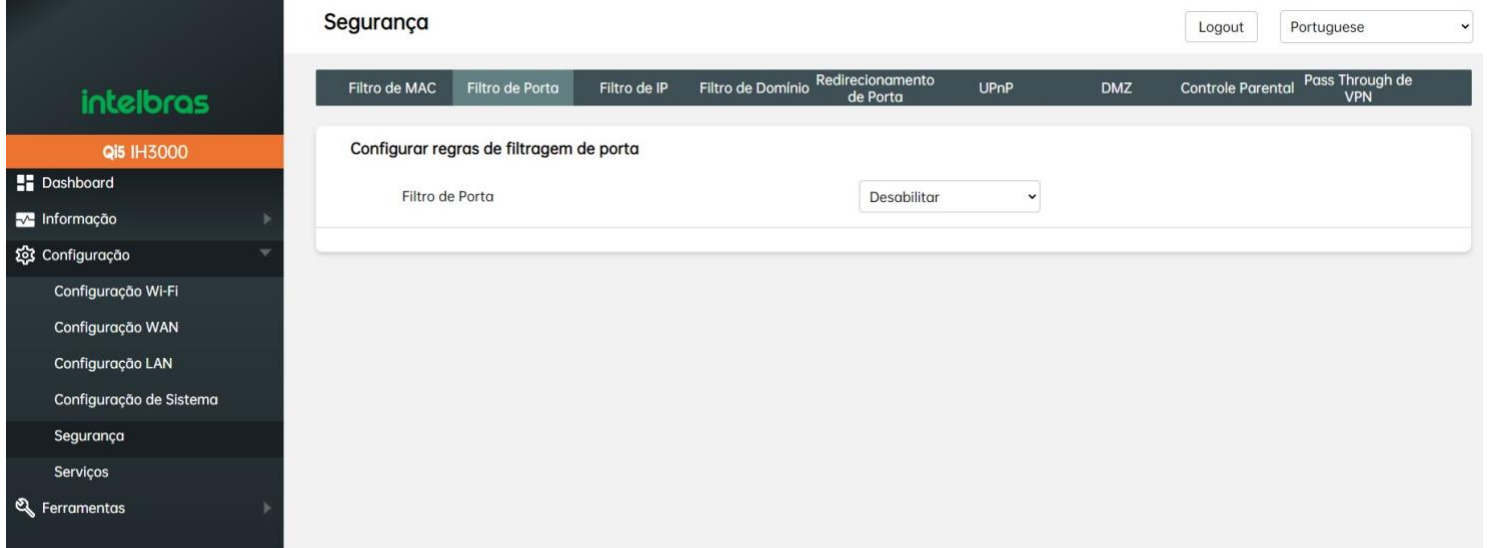 Segurança
Logout
Portuguese
intelbras
Filtro de MAC
Filtro de Porta
Filtro de IP
Filtro de Domínio
Redirecionamento
de Porta
UPnP
DMZ
Controle Parental
Pass Through de
VPN
Qi5 IH3000
Configurar regras de filtragem de porta
Filtro de Porta
Desabilitar
Dashboard
Informação
Configuração
Configuração Wi-Fi
Configuração WAN
Configuração LAN
Configuração de Sistema
Segurança
Serviços
Ferramentas